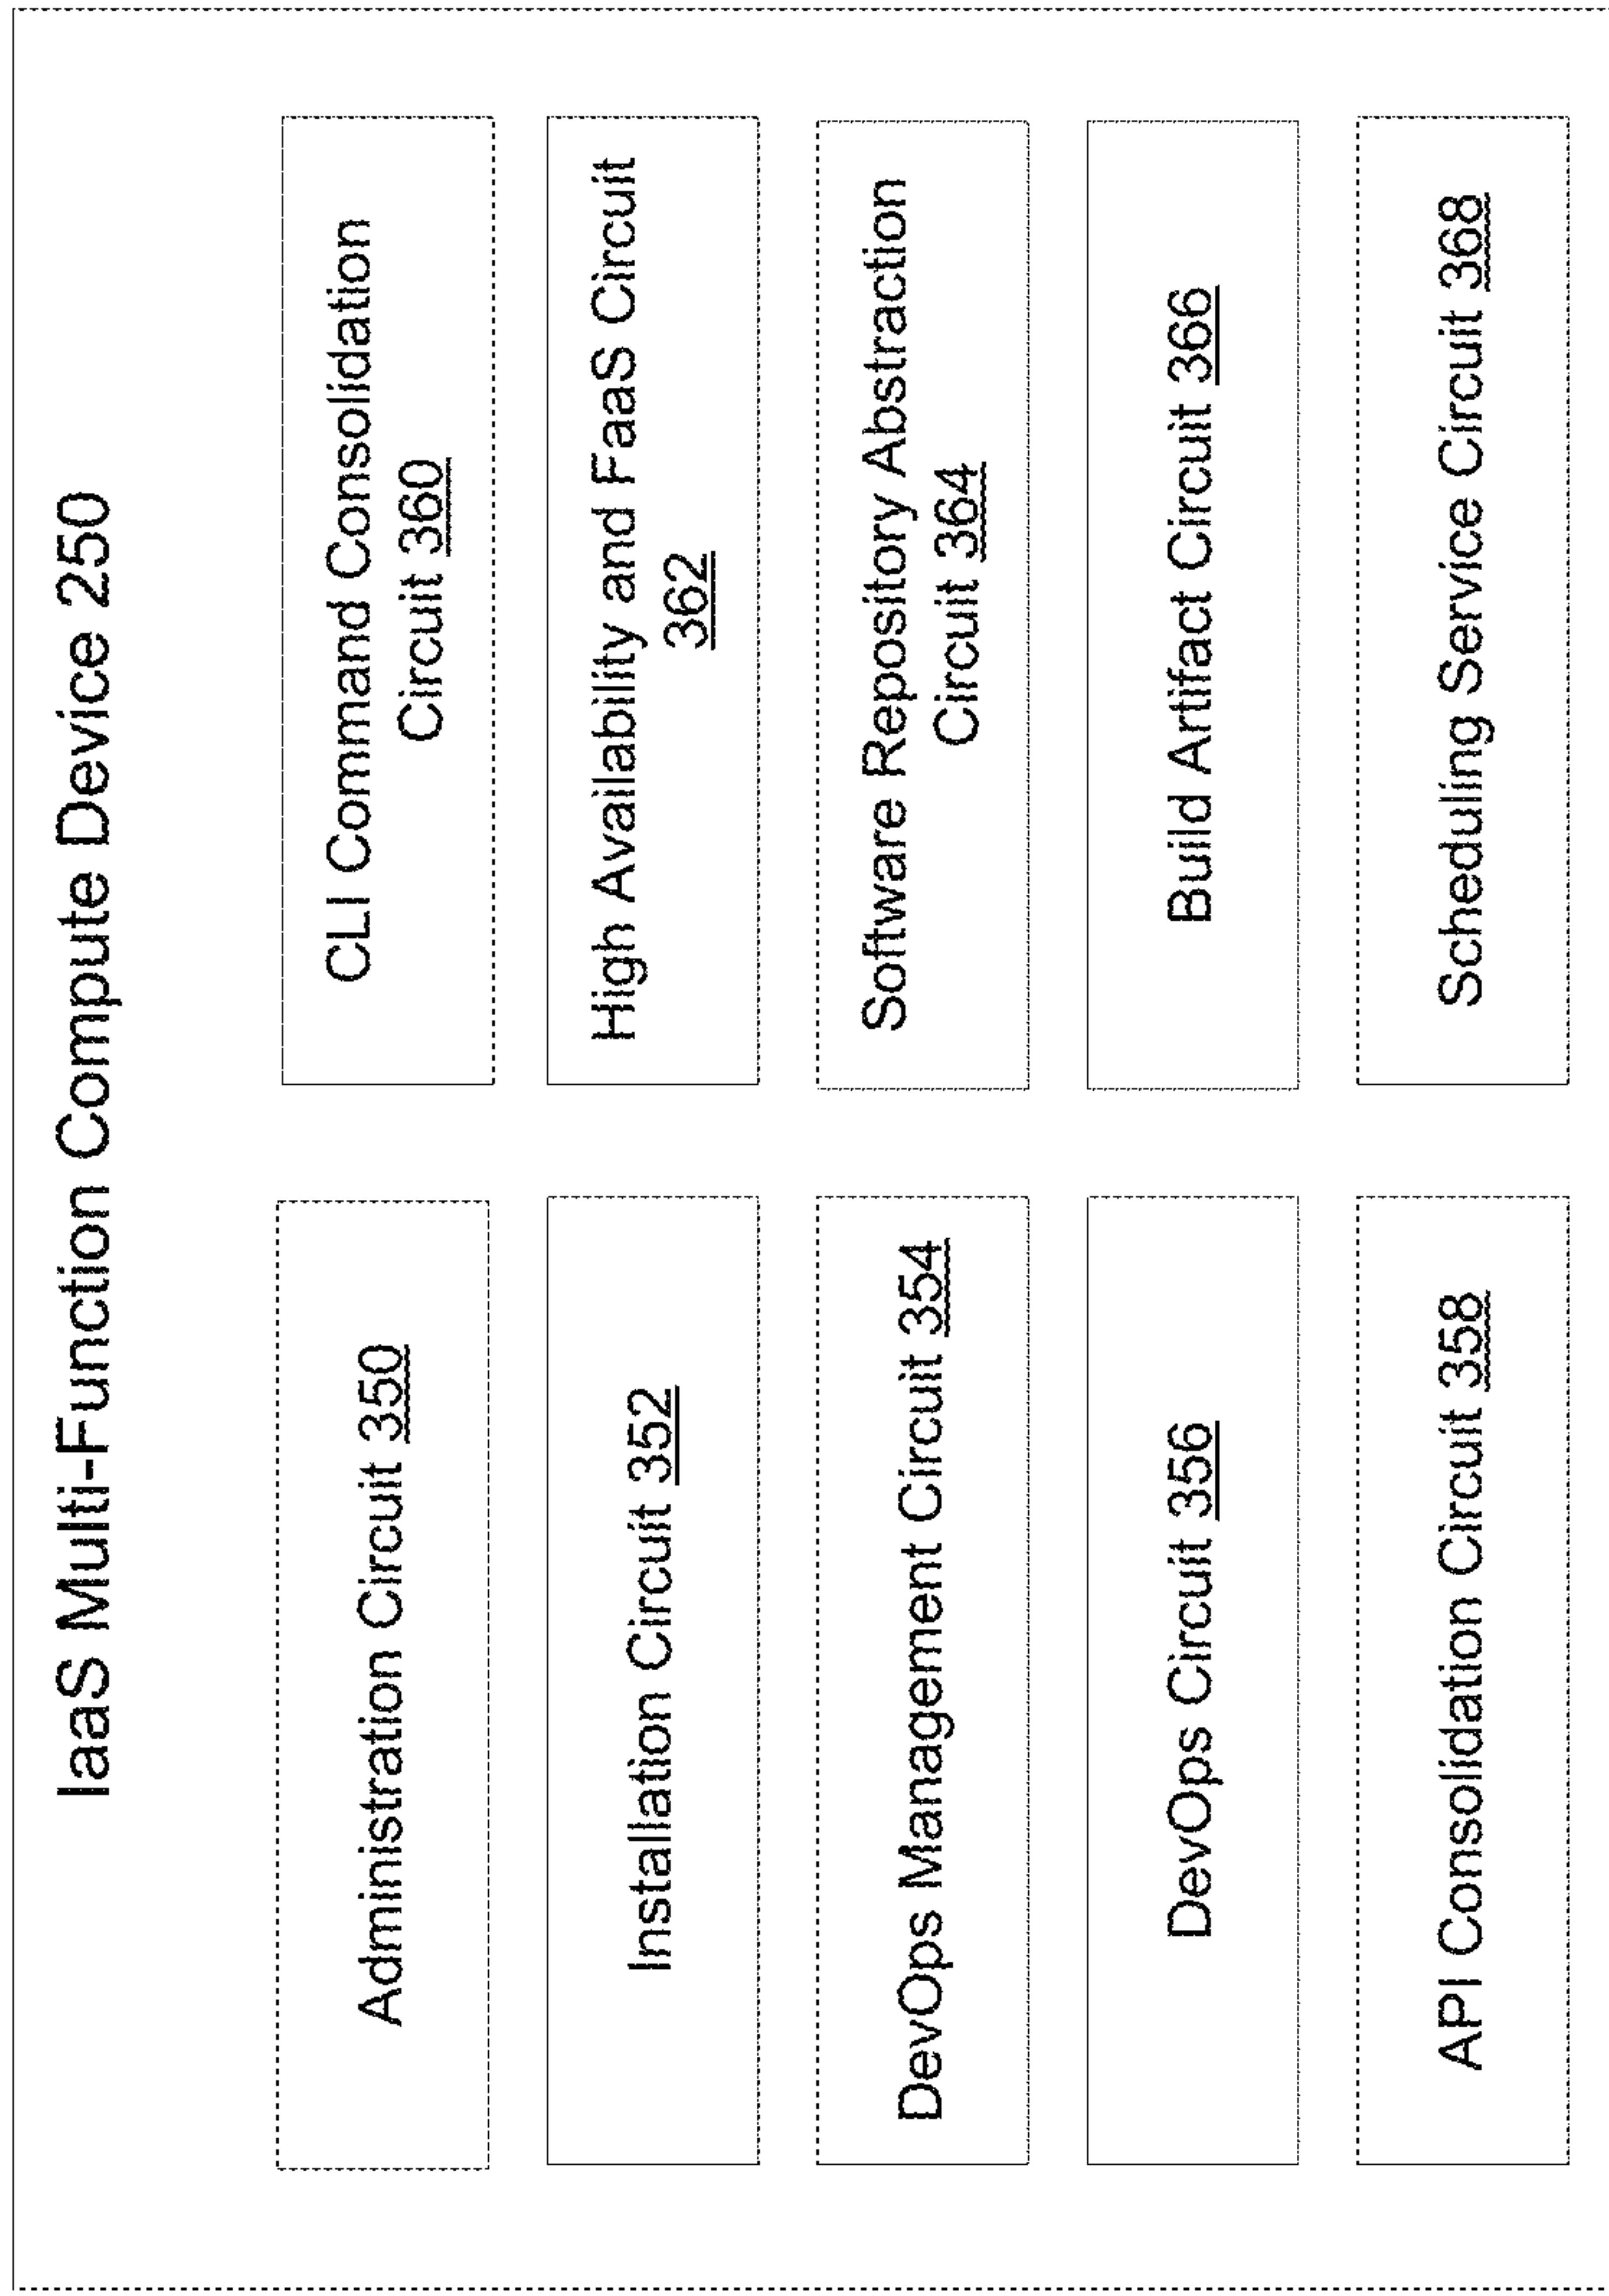 IaaS Multi-Function Compute Device 250
Administration Circuit 350
Installation Circuit 352
DevOps Management Circuit 354
DevOps Circuit 356
API Consolidation Circuit 358
CLI Command and Consolidation
Circuit 360
High Availability and FaaS Circuit
362
Software Repository Abstraction
Circuit 364
Build Artifact Circuit 366
Scheduling Service Circuit 368